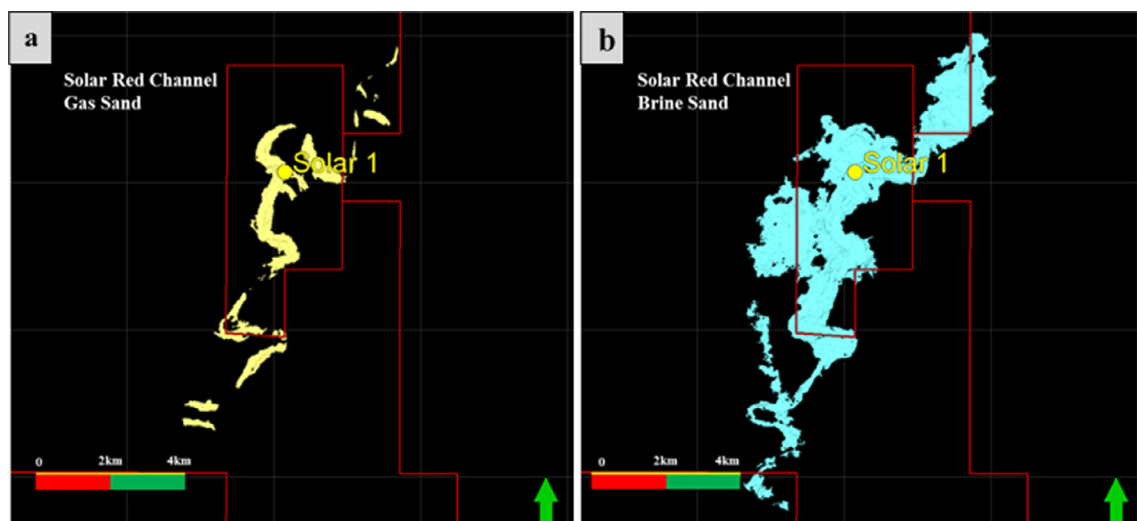 a
Solar Red Channel
Gas Sand
Solar 1
0 2km 4km
b
Solar Red Channel
Brine Sand
Solar 1
0 2km 4km